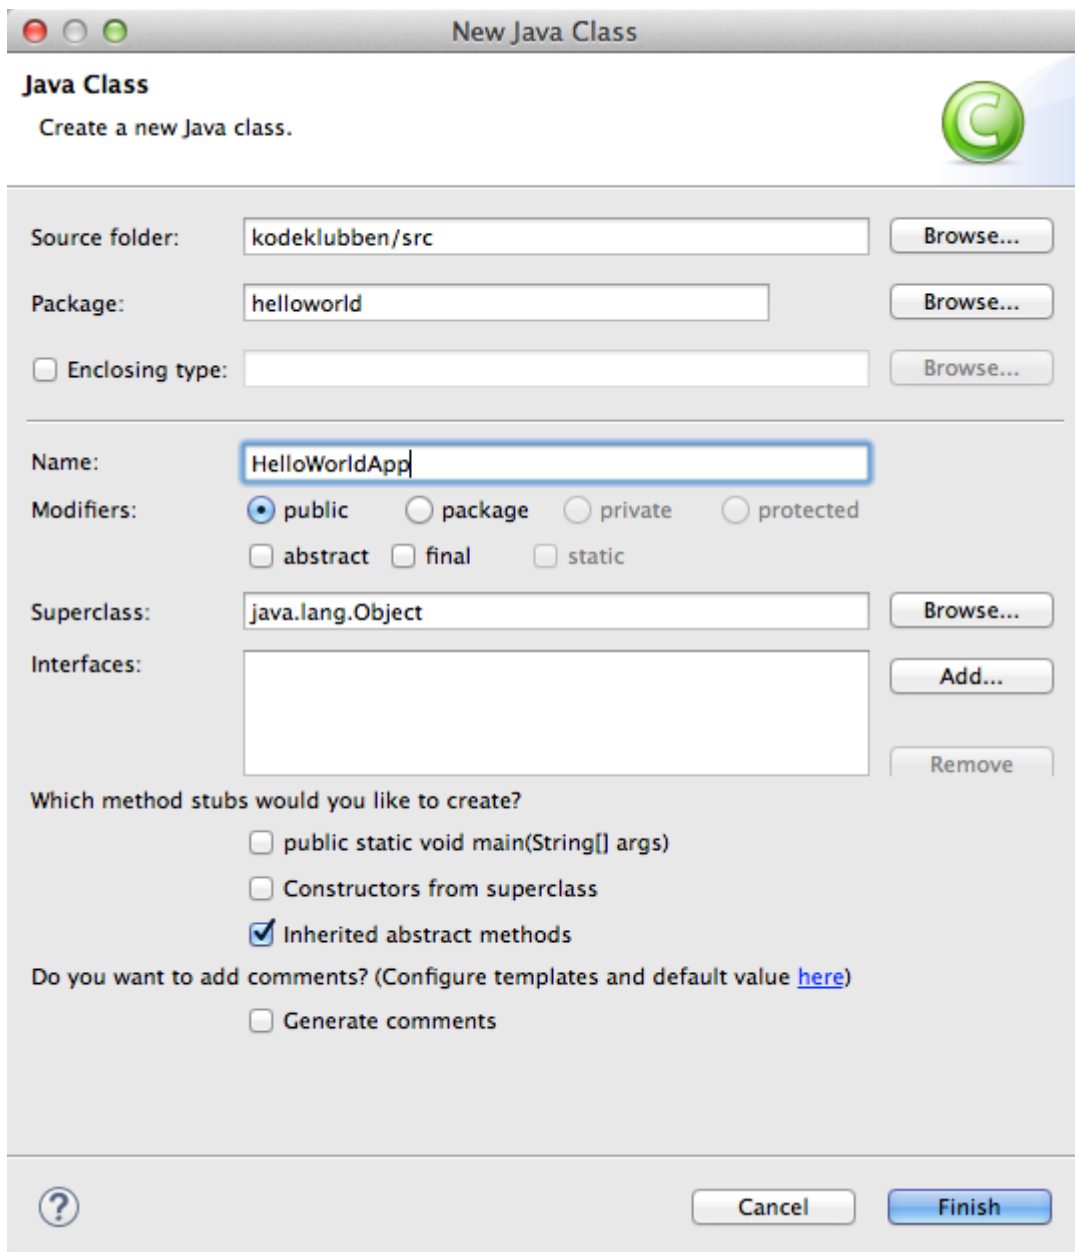 New Java Class
Java Class
Create a new Java class.
C
Source folder: kodeklubben/src Browse...
Package: helloworld Browse...
Enclosing type: Browse...
Name: HelloWorldApp
Modifiers: public package private protected
abstract final static
Superclass: java.lang.Object Browse...
Interfaces: Add...
Remove
Which method stubs would you like to create?
public static void main(String[] args)
Constructors from superclass
Inherited abstract methods
Do you want to add comments? (Configure templates and default value here)
Generate comments
? Cancel Finish